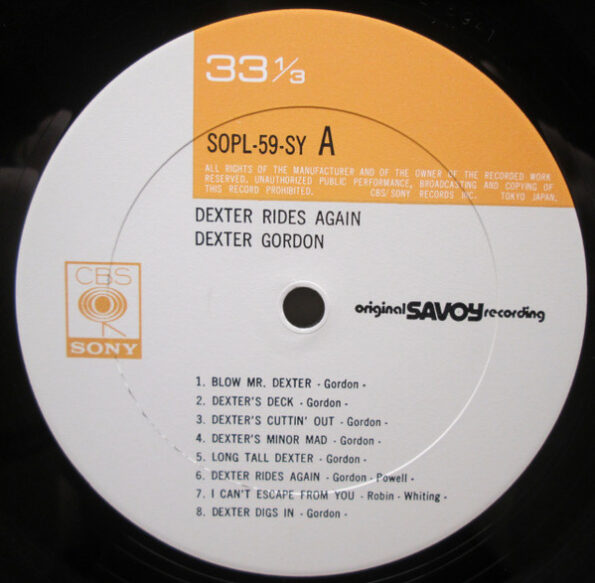 33 1/3
SOPL-59-SY A
ALL RIGHTS OF THE MANUFACTURER AND OF THE OWNER OF THE RECORDED WORK
RESERVED. UNAUTHORIZED PUBLIC PERFORMANCE, BROADCASTING AND COPYING OF
THIS RECORD PROHIBITED. CBS/SONY RECORDS INC. TOKYO JAPAN.
DEXTER RIDES AGAIN
DEXTER GORDON
CBS
SONY
original SAVOY recording
1. BLOW MR. DEXTER - Gordon -
2. DEXTER'S DECK - Gordon -
3. DEXTER'S CUTTIN' OUT - Gordon -
4. DEXTER'S MINOR MAD - Gordon -
5. LONG TALL DEXTER - Gordon -
6. DEXTER RIDES AGAIN - Gordon - Powell -
7. I CAN'T ESCAPE FROM YOU - Robin - Whiting -
8. DEXTER DIGS IN - Gordon -